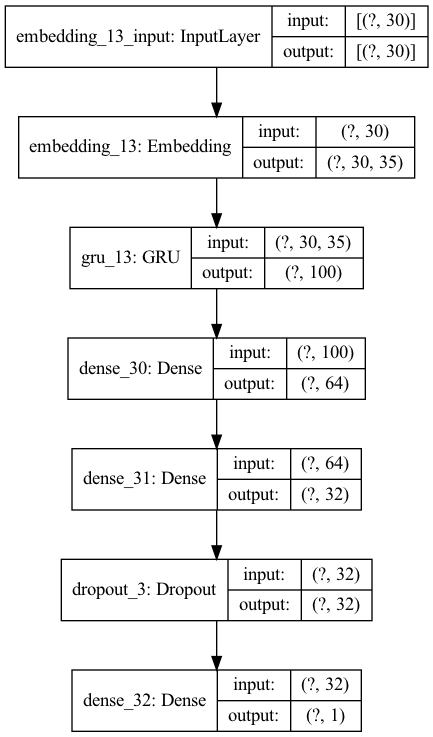 embedding_13_input: InputLayer
input: [(?, 30)]
output: [(?, 30)]
embedding_13: Embedding
input: (?, 30)
output: (?, 30, 35)
gru_13: GRU
input: (?, 30, 35)
output: (?, 100)
dense_30: Dense
input: (?, 100)
output: (?, 64)
dense_31: Dense
input: (?, 64)
output: (?, 32)
dropout_3: Dropout
input: (?, 32)
output: (?, 32)
dense_32: Dense
input: (?, 32)
output: (?, 1)